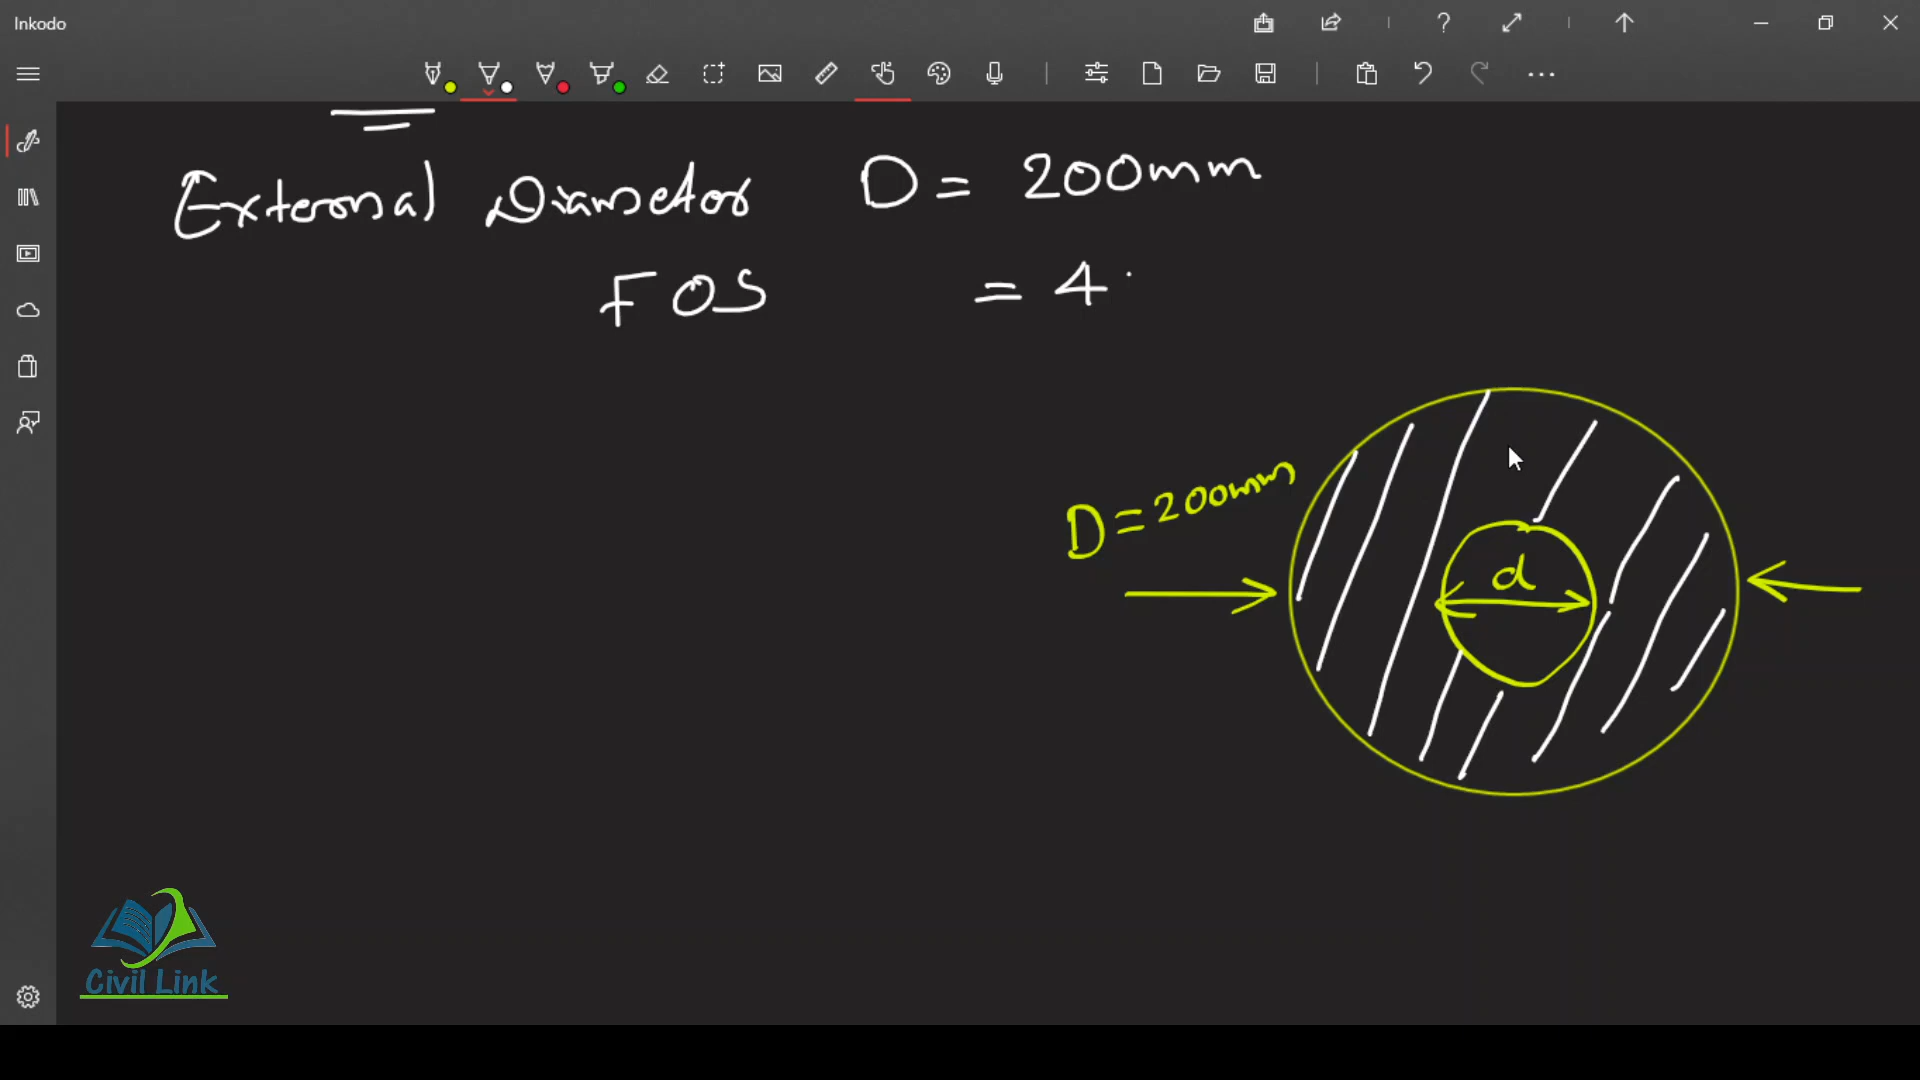 Inkodo
External Diameter D = 200mm
FOS = 4
D = 200mm
d
Civil Link